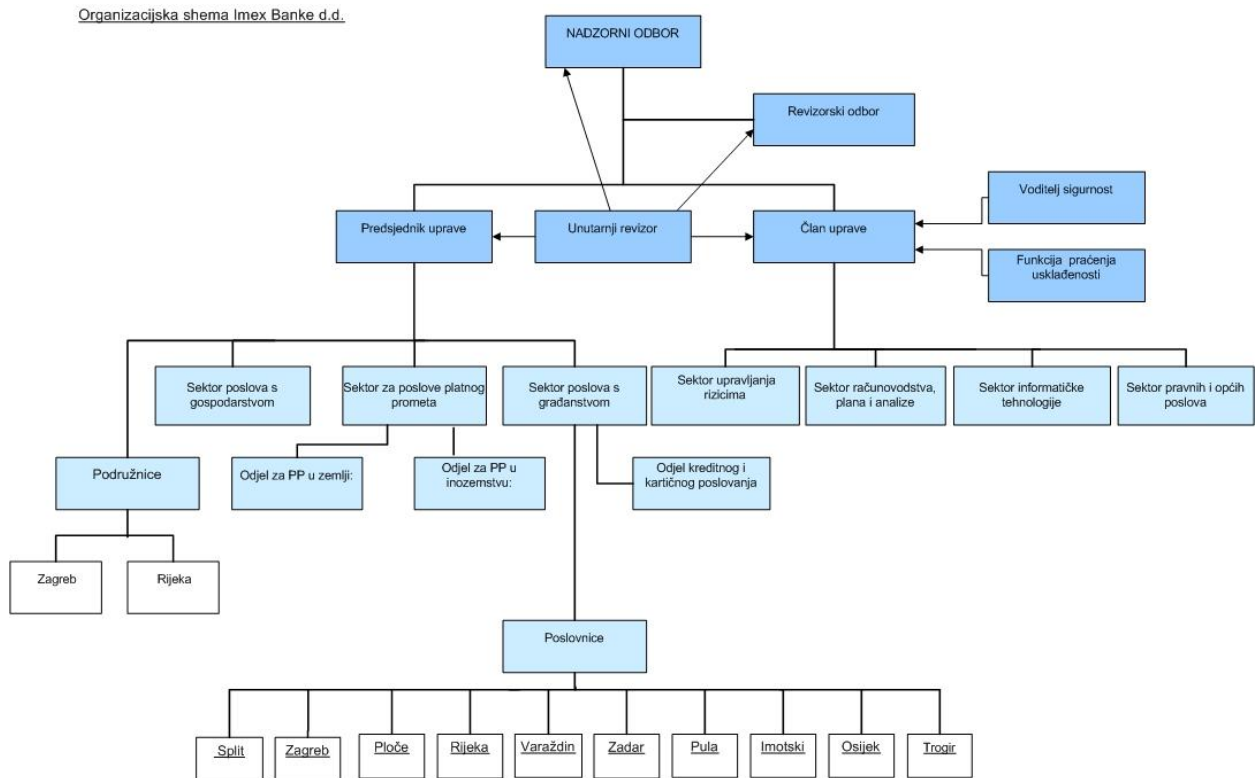 Organizacijska shema Imex Banke d.d.
NADZORNI ODBOR
Revizorski odbor
Voditelj sigurnost
Predsjednik uprave
Unutarnji revizor
Član uprave
Funkcija praćenja
usklađenosti
Sektor poslova s
gospodarstvom
Sektor za poslove platnog
prometa
Sektor poslova s
građanstvom
Sektor upravljanja
rizicima
Sektor računovodstva,
plana i analize
Sektor informatičke
tehnologije
Sektor pravnih i općih
poslova
Podružnice
Odjel za PP u zemlji:
Odjel za PP u
inozemstvu:
Odjel kreditnog i
kartičnog poslovanja
Zagreb
Rijeka
Poslovnice
Split
Zagreb
Ploče
Rijeka
Varaždin
Zadar
Pula
Imotski
Osijek
Trogir